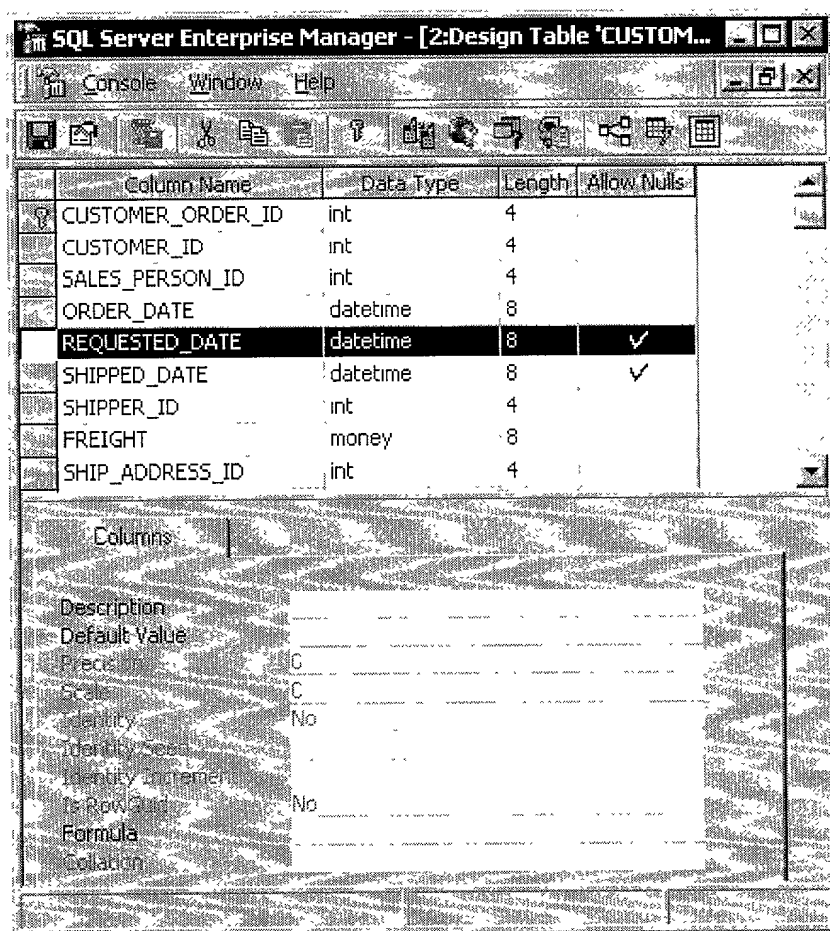 SQL Server Enterprise Manager - [2:Design Table 'CUSTOM...
Console Window Help
Column Name Data Type Length Allow Nulls
CUSTOMER_ORDER_ID int 4
CUSTOMER_ID int 4
SALES_PERSON_ID int 4
ORDER_DATE datetime 8
REQUESTED_DATE datetime 8 ✓
SHIPPED_DATE datetime 8 ✓
SHIPPER_ID int 4
FREIGHT money 8
SHIP_ADDRESS_ID int 4
Columns
Description
Default Value
Precision
Scale
Identity No
Identity Seed
Identity Increment
Is RowGuid No
Formula
Collation